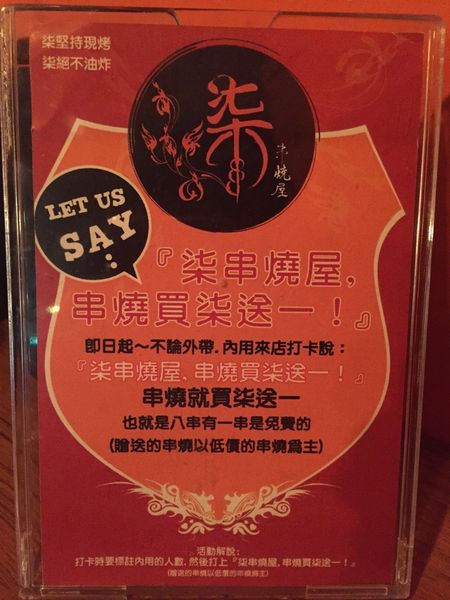 柒堅持現烤
柒絕不油炸
柒
串燒屋
LET US
SAY
:
『柒串燒屋,
串燒買柒送一！』
即日起～不論外帶.內用來店打卡說：
『柒串燒屋,串燒買柒送一！』
串燒就買柒送一
也就是八串有一串是免費的
(贈送的串燒以低價的串燒為主)
活動解說:
打卡時要標註內用的人數.然後打上『柒串燒屋,串燒買柒送一！』
(贈送的串燒以低價的串燒為主)